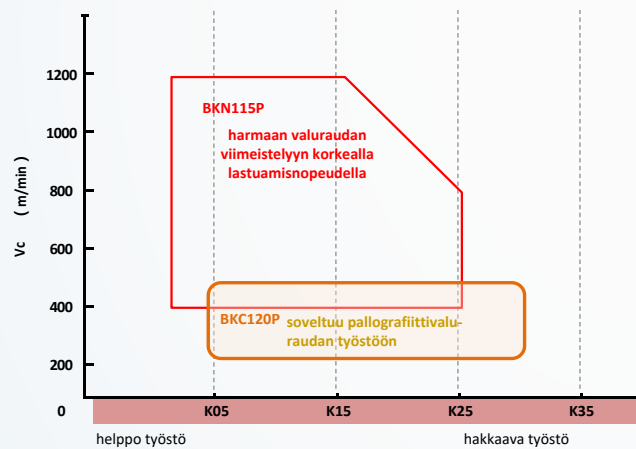 1200
BKN115P
harmaan valuraudan
1000
viimeistelyyn korkealla
lastuamisnopeudella
800
Vc ( m/min )
600
400
BKC120P soveltuu pallografiittivalu-
raudan työstöön
200
0 K05 K15 K25 K35
helppo työstö hakkaava työstö